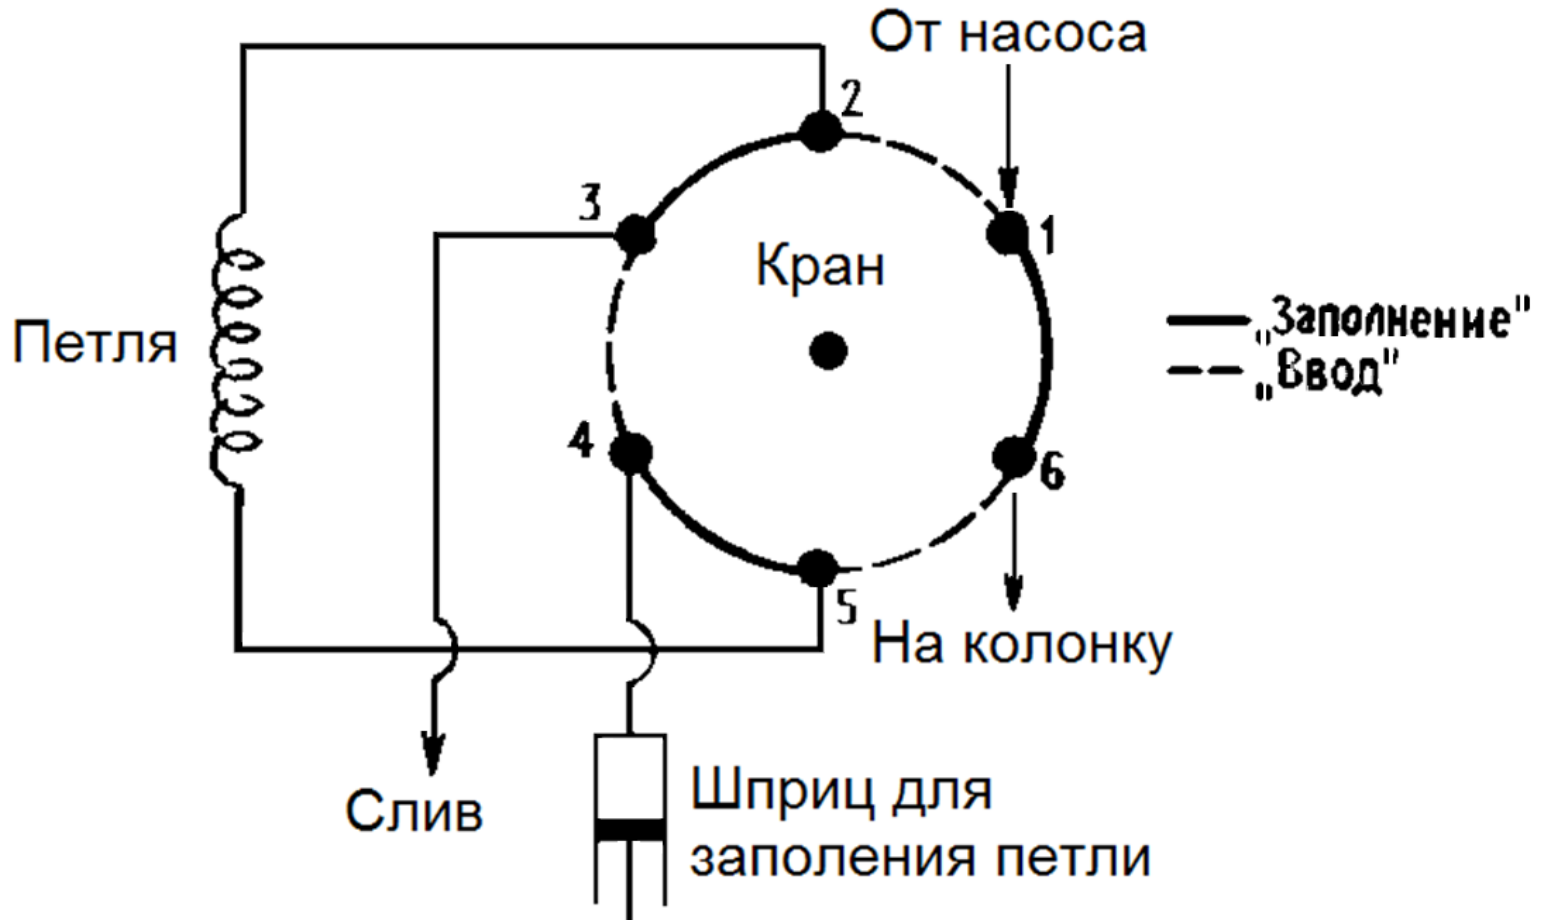 От насоса
2
3
1
Кран
Петля
„Заполнение"
„Ввод"
4
6
5
На колонку
Слив
Шприц для
заполения петли